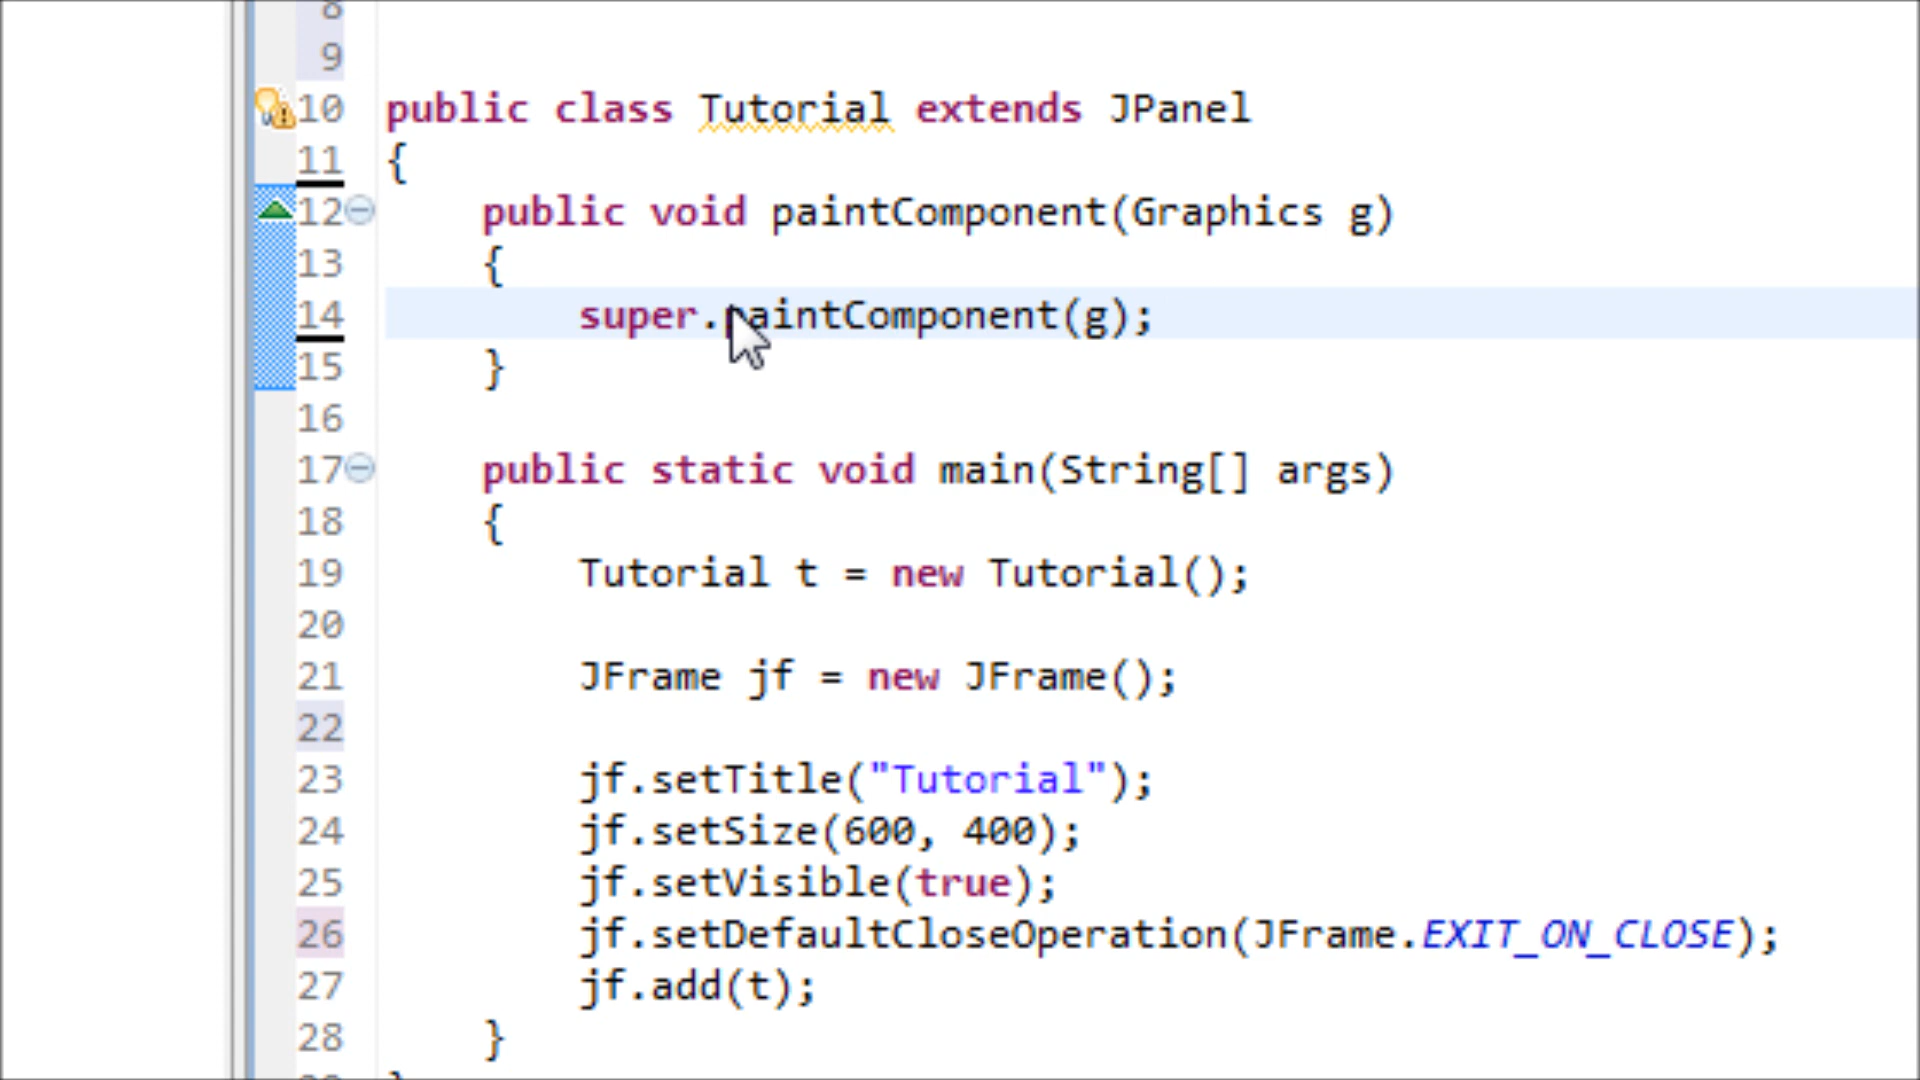 8
9
10 public class Tutorial extends JPanel
11 {
12 public void paintComponent(Graphics g)
13 {
14 super.paintComponent(g);
15 }
16
17 public static void main(String[] args)
18 {
19 Tutorial t = new Tutorial();
20
21 JFrame jf = new JFrame();
22
23 jf.setTitle("Tutorial");
24 jf.setSize(600, 400);
25 jf.setVisible(true);
26 jf.setDefaultCloseOperation(JFrame.EXIT_ON_CLOSE);
27 jf.add(t);
28 }